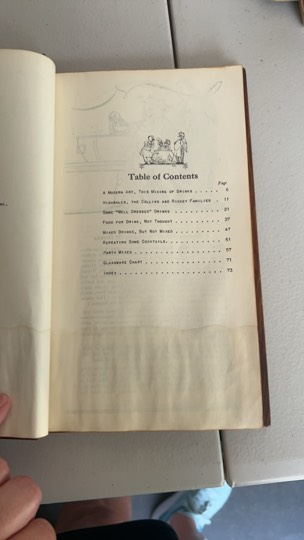 Table of Contents
Page
A Modern Art, This Mixing of Drinks . . . . . . 5
Highballs, the Collins and Rickey Families . 11
Some "Well Dressed" Drinks . . . . . . . . . 21
Food for Drink, Not Thought . . . . . . . . 37
Mixed Drinks, But Not Mixed . . . . . . . . 47
Repeating Some Cocktails. . . . . . . . . . 51
Party Mixes . . . . . . . . . . . . . . . . 57
Glassware Chart . . . . . . . . . . . . . . 71
Index . . . . . . . . . . . . . . . . . . . 73